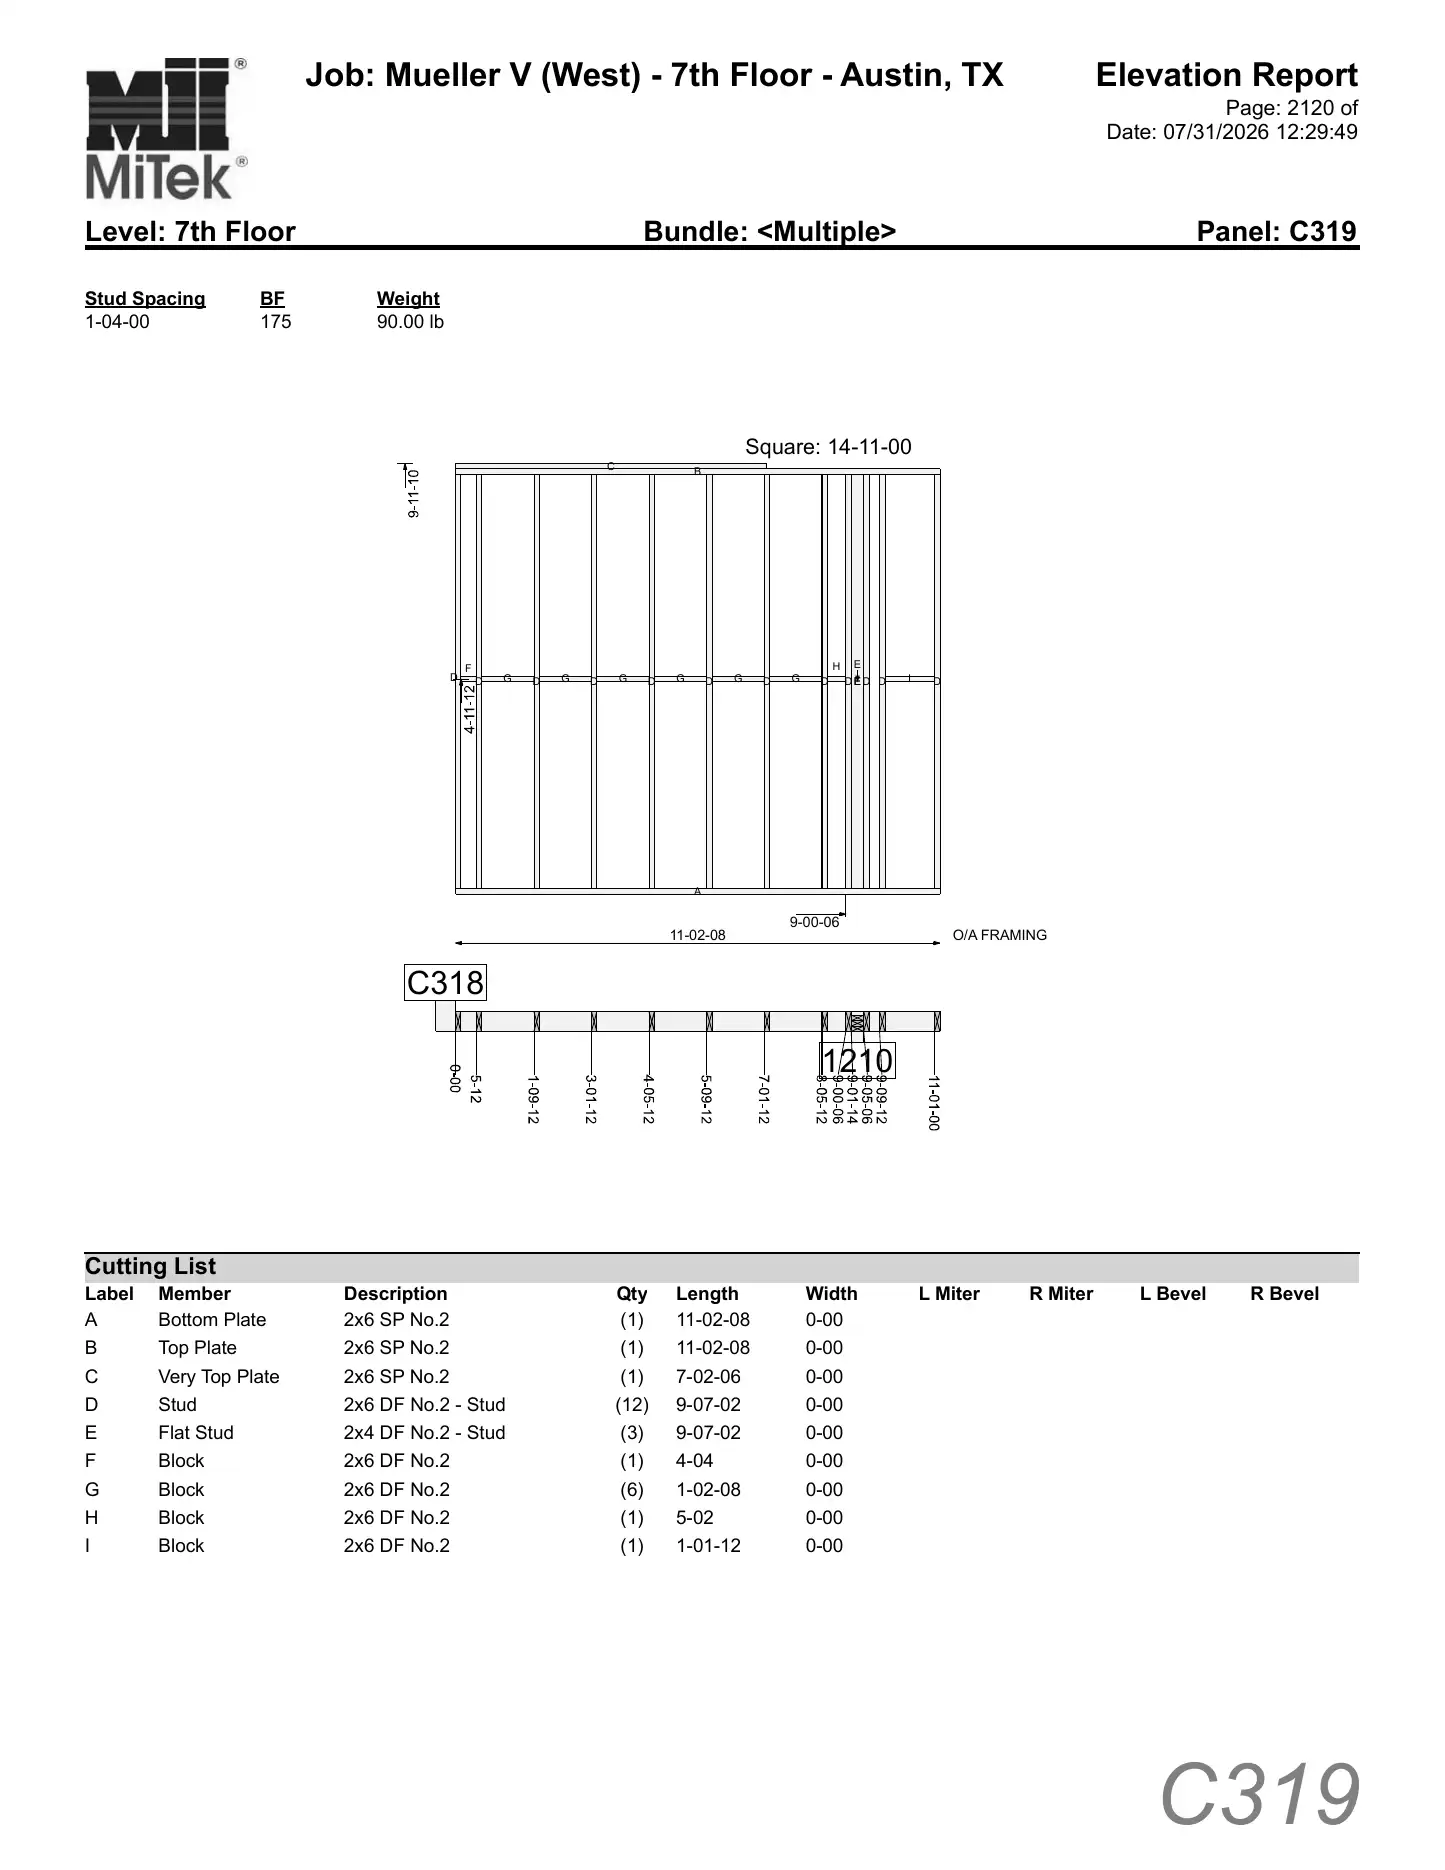 Job: Mueller V (West) - 7th Floor - Austin, TX
Elevation Report
Page: 2120 of
Date: 07/31/2026 12:29:49
MiTek®
Level: 7th Floor Bundle: <Multiple> Panel: C319
Stud Spacing BF Weight
1-04-00 175 90.00 lb
Square: 14-11-00
C B
9-11-10
F H E
D G G G G G G E I
D D D D D D D D D D D
4-11-12
A
9-00-06
11-02-08 O/A FRAMING
C318
1210
0-00 5-12 1-09-12 3-01-12 4-05-12 5-09-12 7-01-12 8-05-12 9-00-06 9-01-14 9-05-06 9-09-12 11-01-00
Cutting List
Label Member Description Qty Length Width L Miter R Miter L Bevel R Bevel
A Bottom Plate 2x6 SP No.2 (1) 11-02-08 0-00
B Top Plate 2x6 SP No.2 (1) 11-02-08 0-00
C Very Top Plate 2x6 SP No.2 (1) 7-02-06 0-00
D Stud 2x6 DF No.2 - Stud (12) 9-07-02 0-00
E Flat Stud 2x4 DF No.2 - Stud (3) 9-07-02 0-00
F Block 2x6 DF No.2 (1) 4-04 0-00
G Block 2x6 DF No.2 (6) 1-02-08 0-00
H Block 2x6 DF No.2 (1) 5-02 0-00
I Block 2x6 DF No.2 (1) 1-01-12 0-00
C319